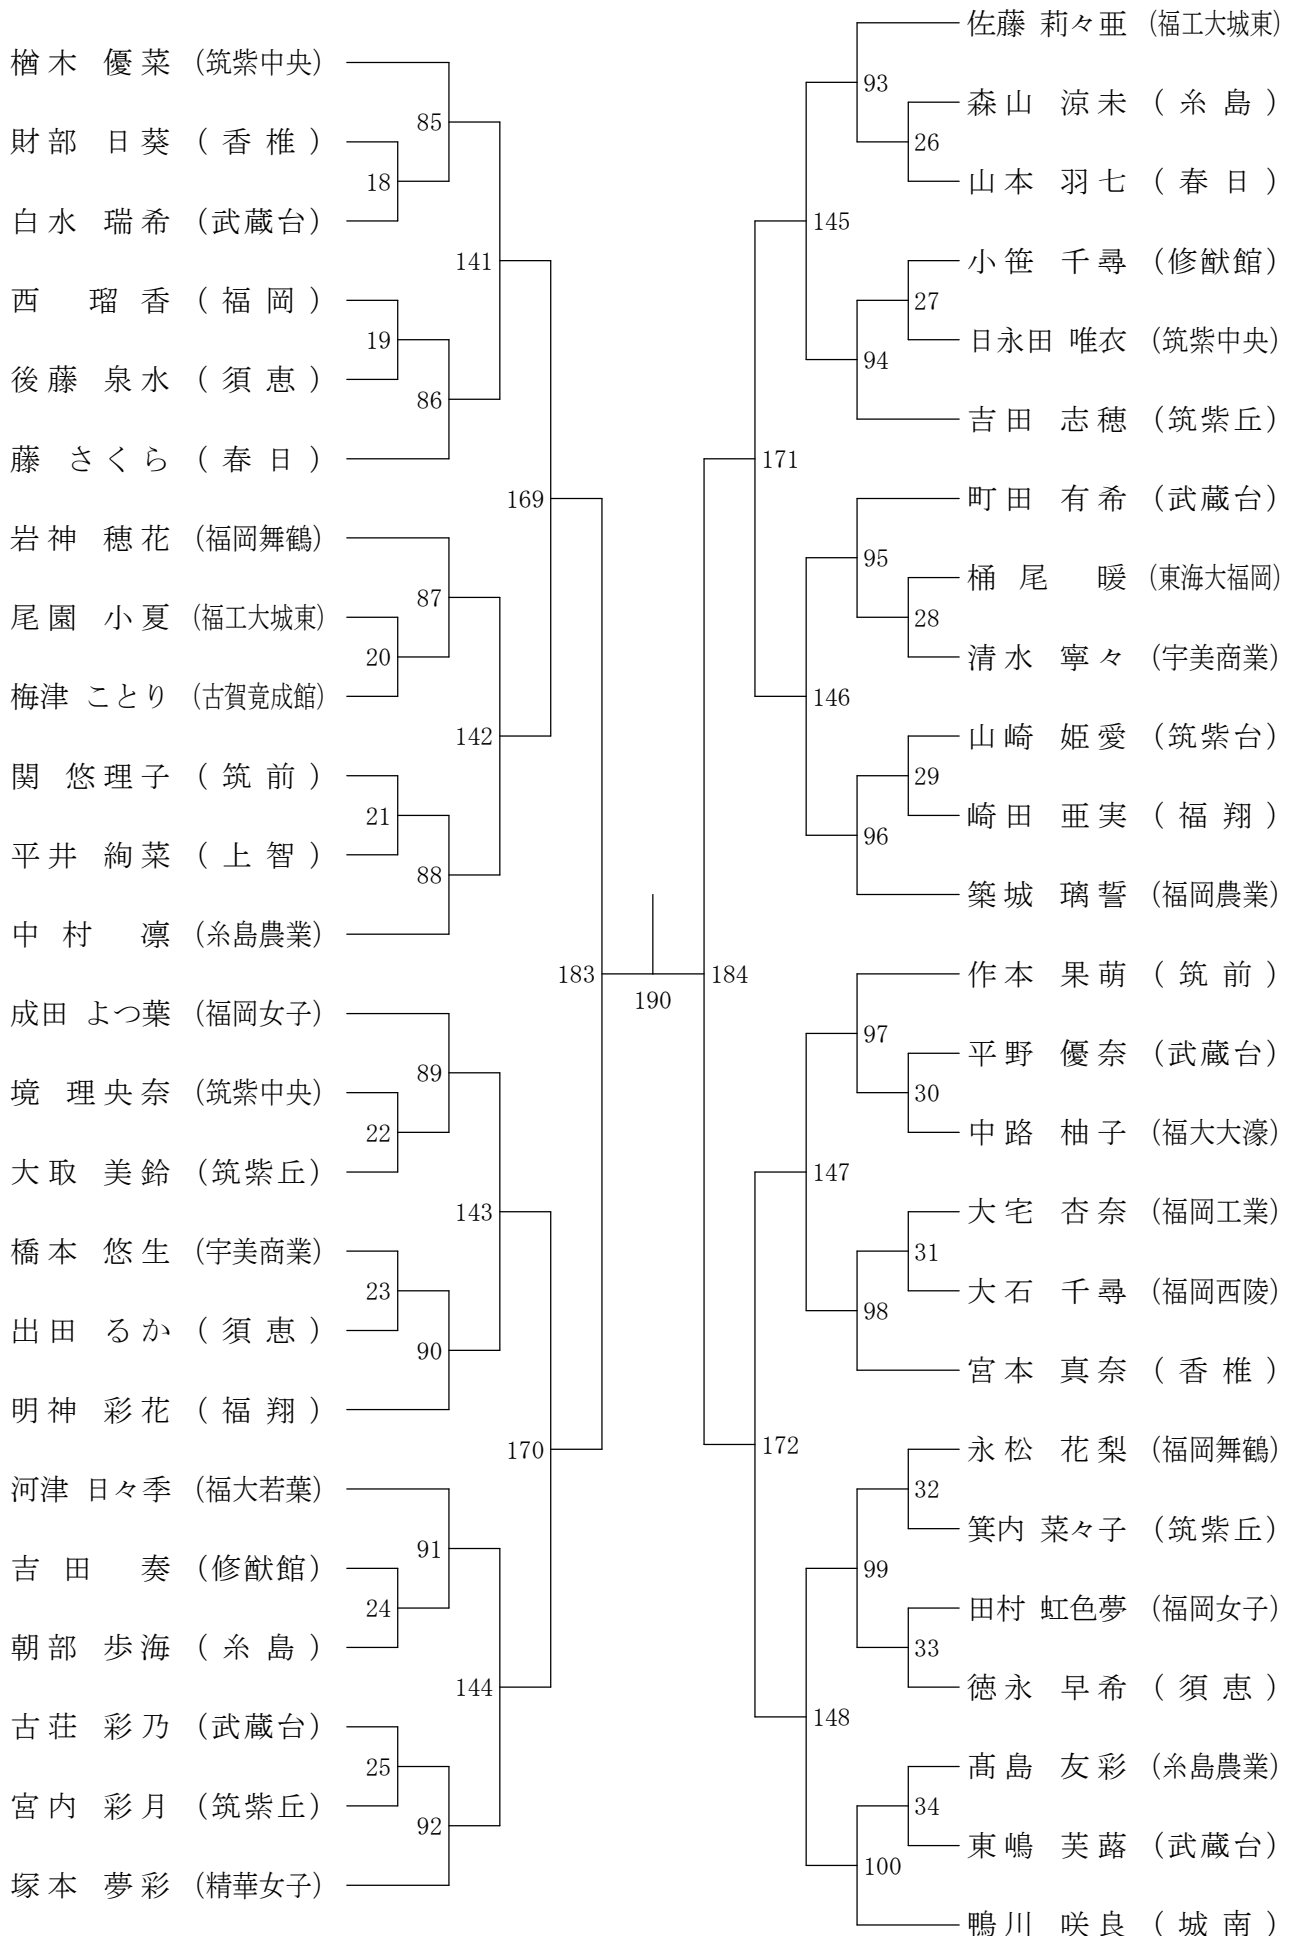 楢木 優菜 (筑紫中央)
財部 日葵 (香椎)
白水 瑞希 (武蔵台)
西 瑠香 (福岡)
後藤 泉水 (須恵)
藤 さくら (春日)
岩神 穂花 (福岡舞鶴)
尾園 小夏 (福工大城東)
梅津 ことり (古賀竟成館)
関 悠理子 (筑前)
平井 絢菜 (上智)
中村 凛 (糸島農業)
成田 よつ葉 (福岡女子)
境 理央奈 (筑紫中央)
大取 美鈴 (筑紫丘)
橋本 悠生 (宇美商業)
出田 るか (須恵)
明神 彩花 (福翔)
河津 日々季 (福大若葉)
吉田 奏 (修猷館)
朝部 歩海 (糸島)
古荘 彩乃 (武蔵台)
宮内 彩月 (筑紫丘)
塚本 夢彩 (精華女子)
18
19
20
21
22
23
24
25
85
86
87
88
89
90
91
92
141
142
143
144
169
170
183
190
184
171
172
145
146
147
148
93
94
95
96
97
98
99
100
26
27
28
29
30
31
32
33
34
佐藤 莉々亜 (福工大城東)
森山 涼未 (糸島)
山本 羽七 (春日)
小笹 千尋 (修猷館)
日永田 唯衣 (筑紫中央)
吉田 志穂 (筑紫丘)
町田 有希 (武蔵台)
桶尾 暖 (東海大福岡)
清水 寧々 (宇美商業)
山崎 姫愛 (筑紫台)
崎田 亜実 (福翔)
築城 璃誓 (福岡農業)
作本 果萌 (筑前)
平野 優奈 (武蔵台)
中路 柚子 (福大大濠)
大宅 杏奈 (福岡工業)
大石 千尋 (福岡西陵)
宮本 真奈 (香椎)
永松 花梨 (福岡舞鶴)
箕内 菜々子 (筑紫丘)
田村 虹色夢 (福岡女子)
徳永 早希 (須恵)
髙島 友彩 (糸島農業)
東嶋 芙蕗 (武蔵台)
鴨川 咲良 (城南)